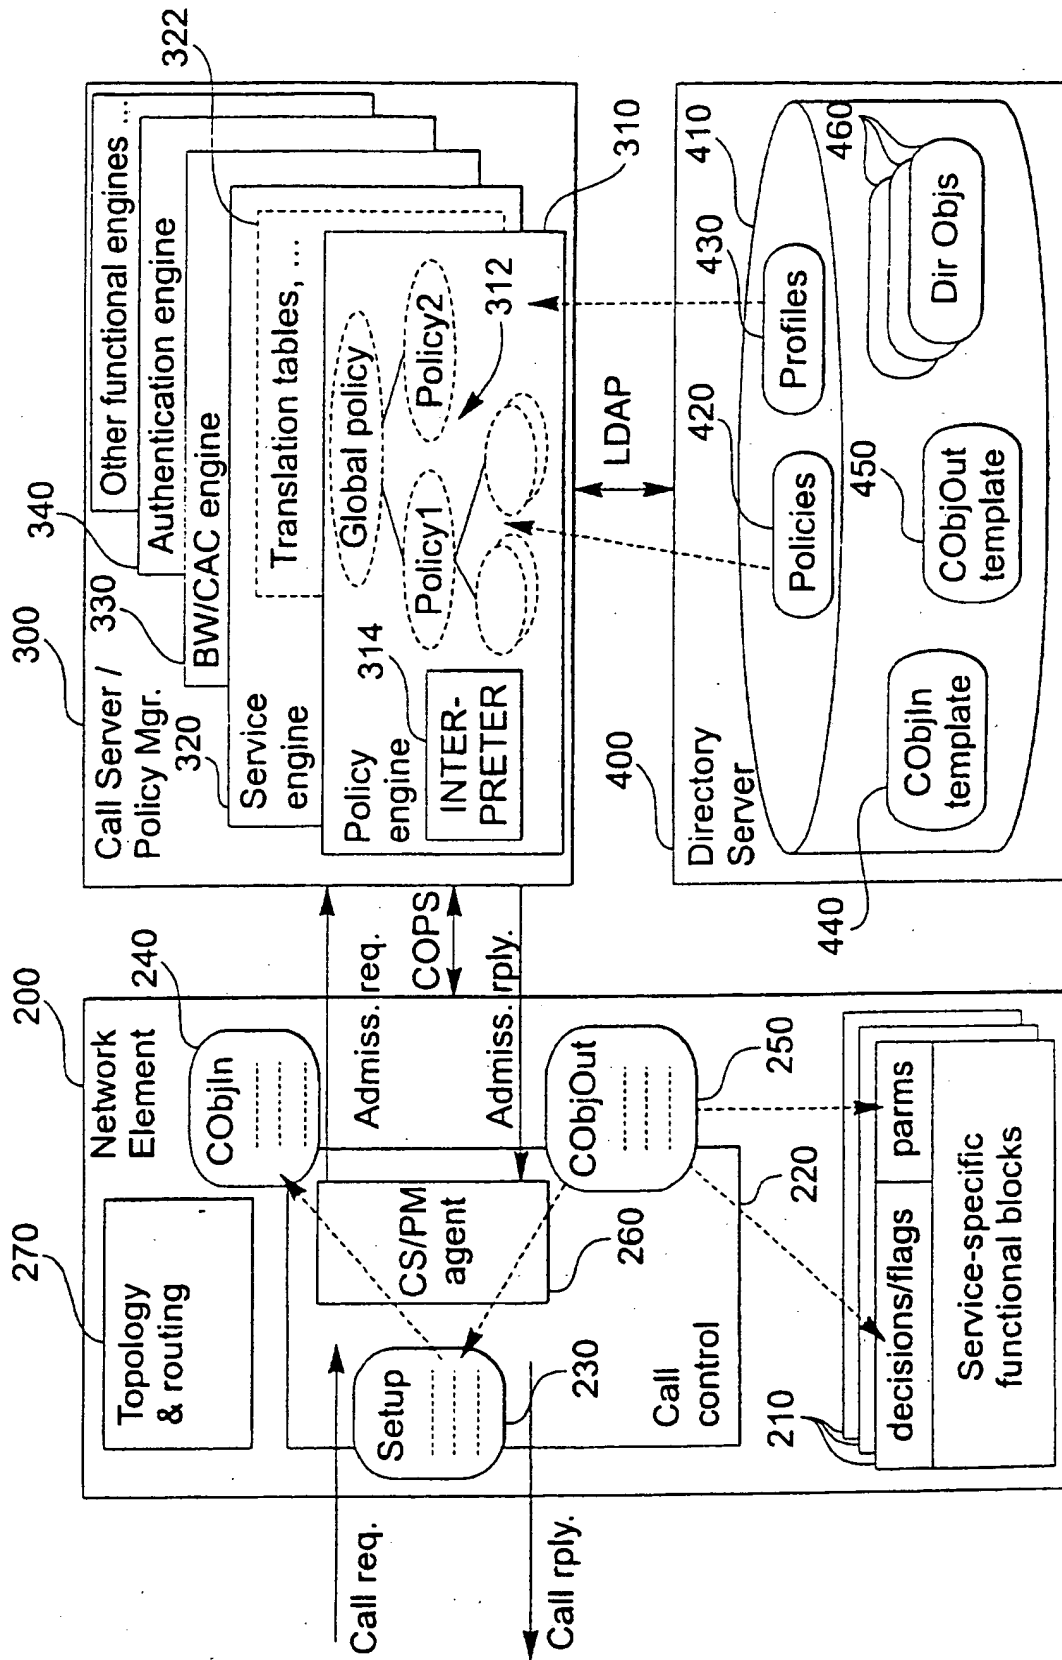 270
200
240
Network
Element
Topology
& routing
CObjIn
Call req.
Setup
230
CS/PM
agent
260
Admiss. req.
COPS
Admiss. rply.
Call rply.
Call
control
220
CObjOut
250
210
decisions/flags
parms
Service-specific
functional blocks
300
Call Server /
Policy Mgr.
320
330
340
322
Other functional engines ...
Authentication engine
BW/CAC engine
Service
engine
Translation tables, ...
Policy
engine
314
INTER-
PRETER
Global policy
Policy1
Policy2
312
310
LDAP
400
Directory
Server
420
430
410
Policies
Profiles
440
CObjIn
template
450
CObjOut
template
460
Dir Objs